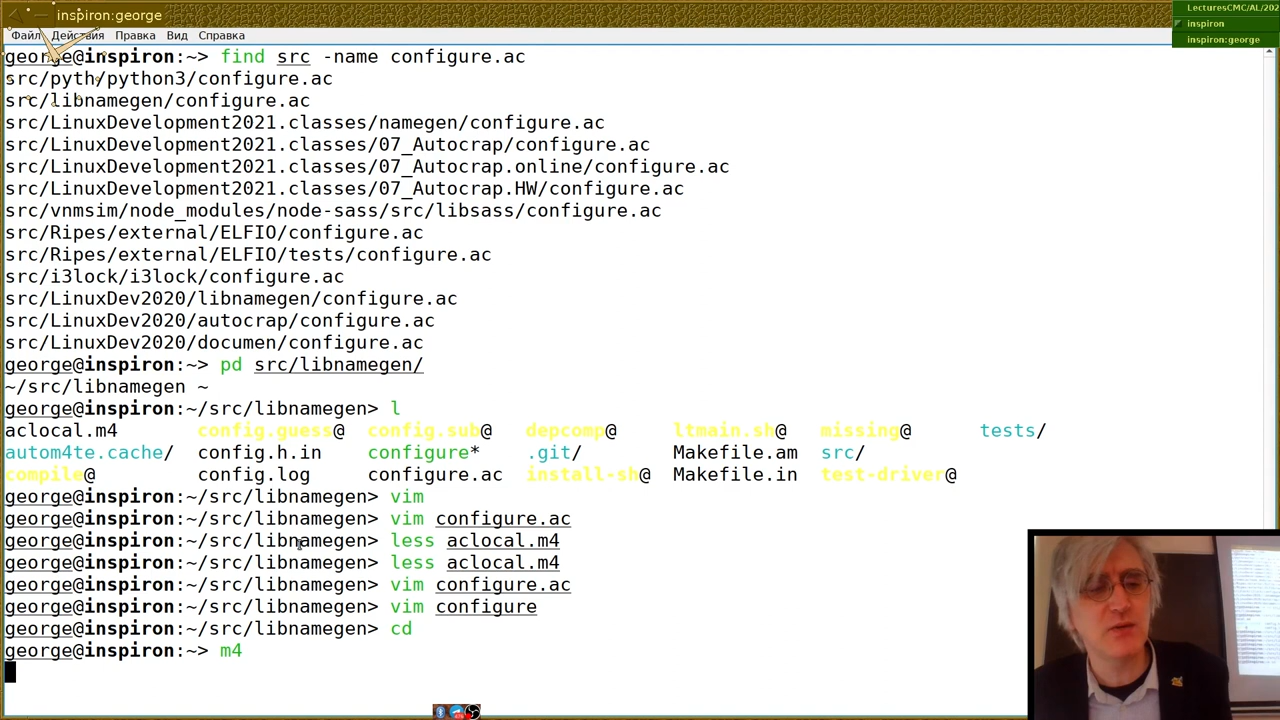 inspiron:george
LecturesCMC/AL/202
inspiron
inspiron:george
Файл Действия Правка Вид Справка
george@inspiron:~> find src -name configure.ac
src/pyth/python3/configure.ac
src/libnamegen/configure.ac
src/LinuxDevelopment2021.classes/namegen/configure.ac
src/LinuxDevelopment2021.classes/07_Autocrap/configure.ac
src/LinuxDevelopment2021.classes/07_Autocrap.online/configure.ac
src/LinuxDevelopment2021.classes/07_Autocrap.HW/configure.ac
src/vnmsim/node_modules/node-sass/src/libsass/configure.ac
src/Ripes/external/ELFIO/configure.ac
src/Ripes/external/ELFIO/tests/configure.ac
src/i3lock/i3lock/configure.ac
src/LinuxDev2020/libnamegen/configure.ac
src/LinuxDev2020/autocrap/configure.ac
src/LinuxDev2020/documen/configure.ac
george@inspiron:~> pd src/libnamegen/
~/src/libnamegen ~
george@inspiron:~/src/libnamegen> l
aclocal.m4 config.guess@ config.sub@ depcomp@ ltmain.sh@ missing@ tests/
autom4te.cache/ config.h.in configure* .git/ Makefile.am src/
compile@ config.log configure.ac install-sh@ Makefile.in test-driver@
george@inspiron:~/src/libnamegen> vim
george@inspiron:~/src/libnamegen> vim configure.ac
george@inspiron:~/src/libnamegen> less aclocal.m4
george@inspiron:~/src/libnamegen> less aclocal.m4
george@inspiron:~/src/libnamegen> vim configure.ac
george@inspiron:~/src/libnamegen> vim configure
george@inspiron:~/src/libnamegen> cd
george@inspiron:~> m4